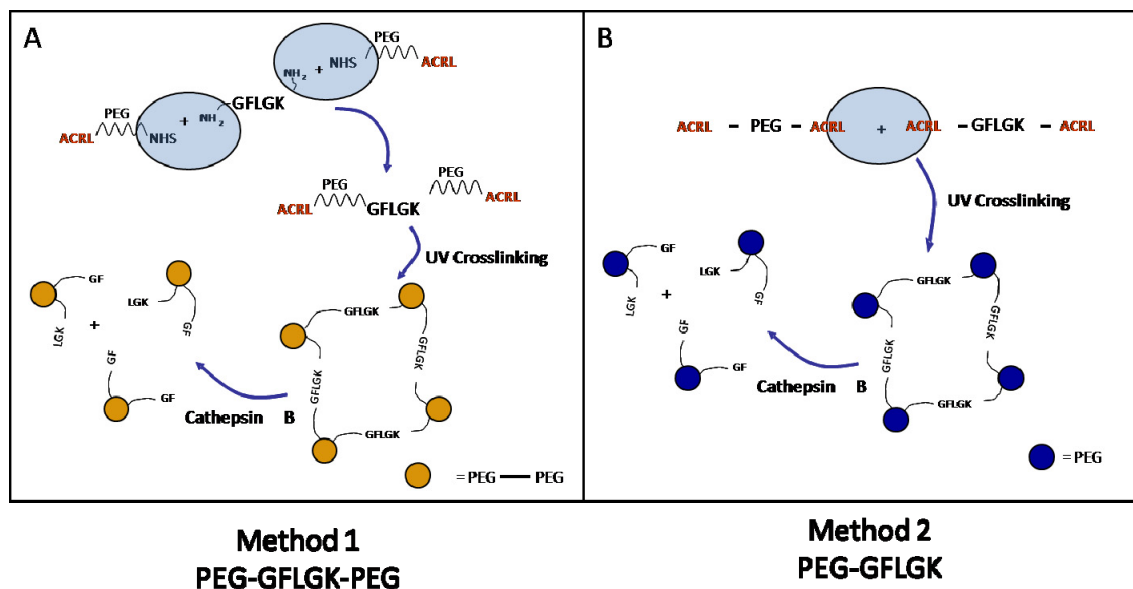 A
PEG
NHS
NH2
+
ACRL
-GFLGK
PEG
NH2
+
ACRL
NHS
PEG
PEG
ACRL
GFLGK
ACRL
UV Crosslinking
GF
LGK
LGK
GF
+
GF
GF
GFLGK
GFLGK
GFLGK
GFLGK
Cathepsin B
= PEG — PEG
B
ACRL - PEG - ACRL + ACRL - GFLGK - ACRL
UV Crosslinking
GF
LGK
LGK
GF
+
GF
GF
GFLGK
GFLGK
GFLGK
GFLGK
Cathepsin B
= PEG
Method 1
PEG-GFLGK-PEG
Method 2
PEG-GFLGK